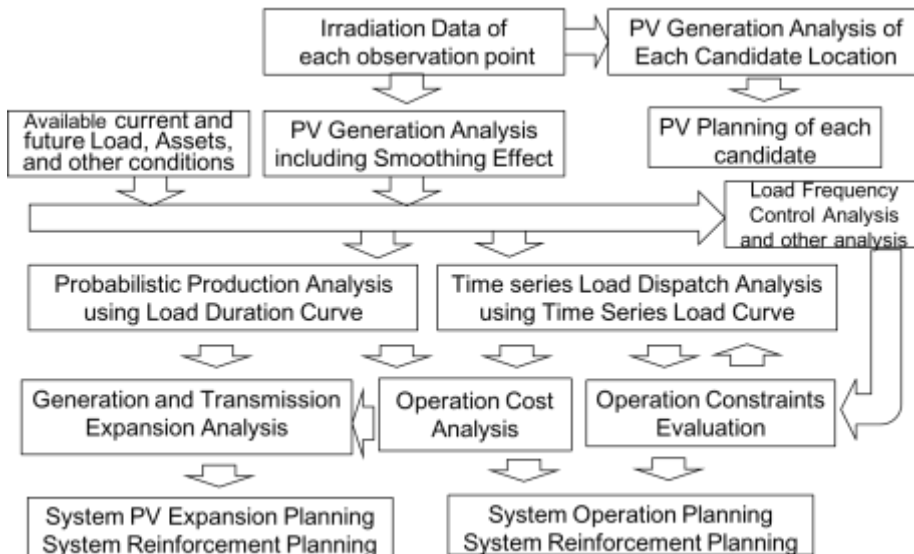 Irradiation Data of
each observation point
PV Generation Analysis of
Each Candidate Location
Available current and
future Load, Assets,
and other conditions
PV Generation Analysis
including Smoothing Effect
PV Planning of each
candidate
Load Frequency
Control Analysis
and other analysis
Probabilistic Production Analysis
using Load Duration Curve
Time series Load Dispatch Analysis
using Time Series Load Curve
Generation and Transmission
Expansion Analysis
Operation Cost
Analysis
Operation Constraints
Evaluation
System PV Expansion Planning
System Reinforcement Planning
System Operation Planning
System Reinforcement Planning